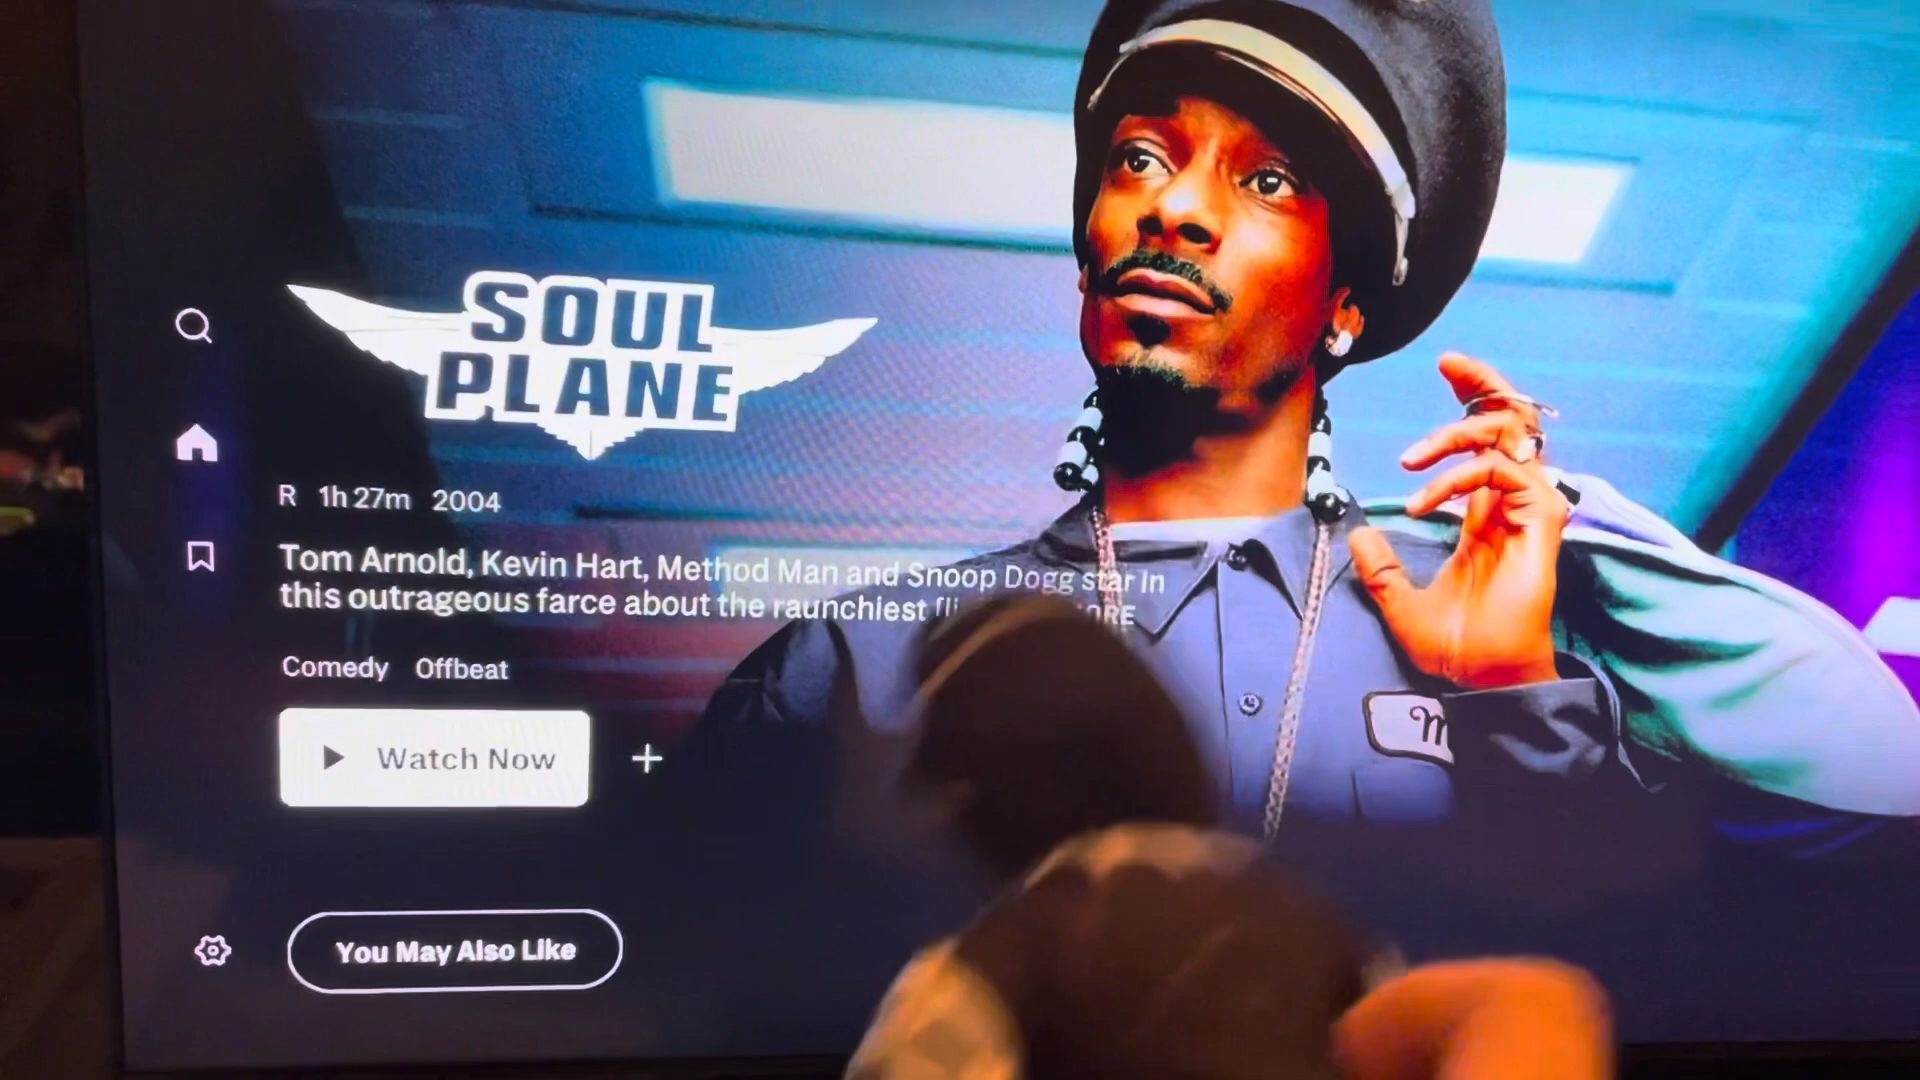 SOUL
PLANE
R 1h 27m 2004
Tom Arnold, Kevin Hart, Method Man and Snoop Dogg star in
this outrageous farce about the raunchiest
Comedy Offbeat
Watch Now
You May Also Like